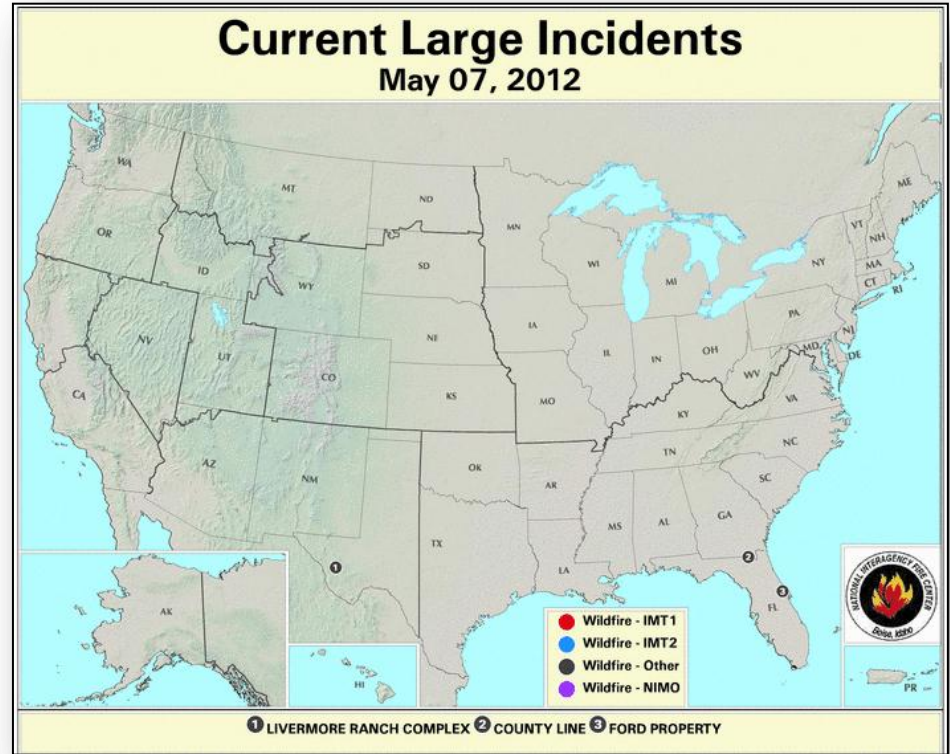 Current Large Incidents
May 07, 2012
WA
MT
ND
MN
ME
OR
ID
SD
WI
VT
NH
WY
MI
NY
MA
CT
RI
NV
UT
NE
IA
PA
NJ
IL
IN
OH
MD
DE
CO
WV
CA
KS
MO
KY
VA
AZ
NM
OK
TN
NC
AR
SC
TX
MS
AL
GA
LA
2
1
3
FL
AK
HI
PR
NATIONAL INTERAGENCY FIRE CENTER
Boise, Idaho
Wildfire - IMT1
Wildfire - IMT2
Wildfire - Other
Wildfire - NIMO
1 LIVERMORE RANCH COMPLEX 2 COUNTY LINE 3 FORD PROPERTY